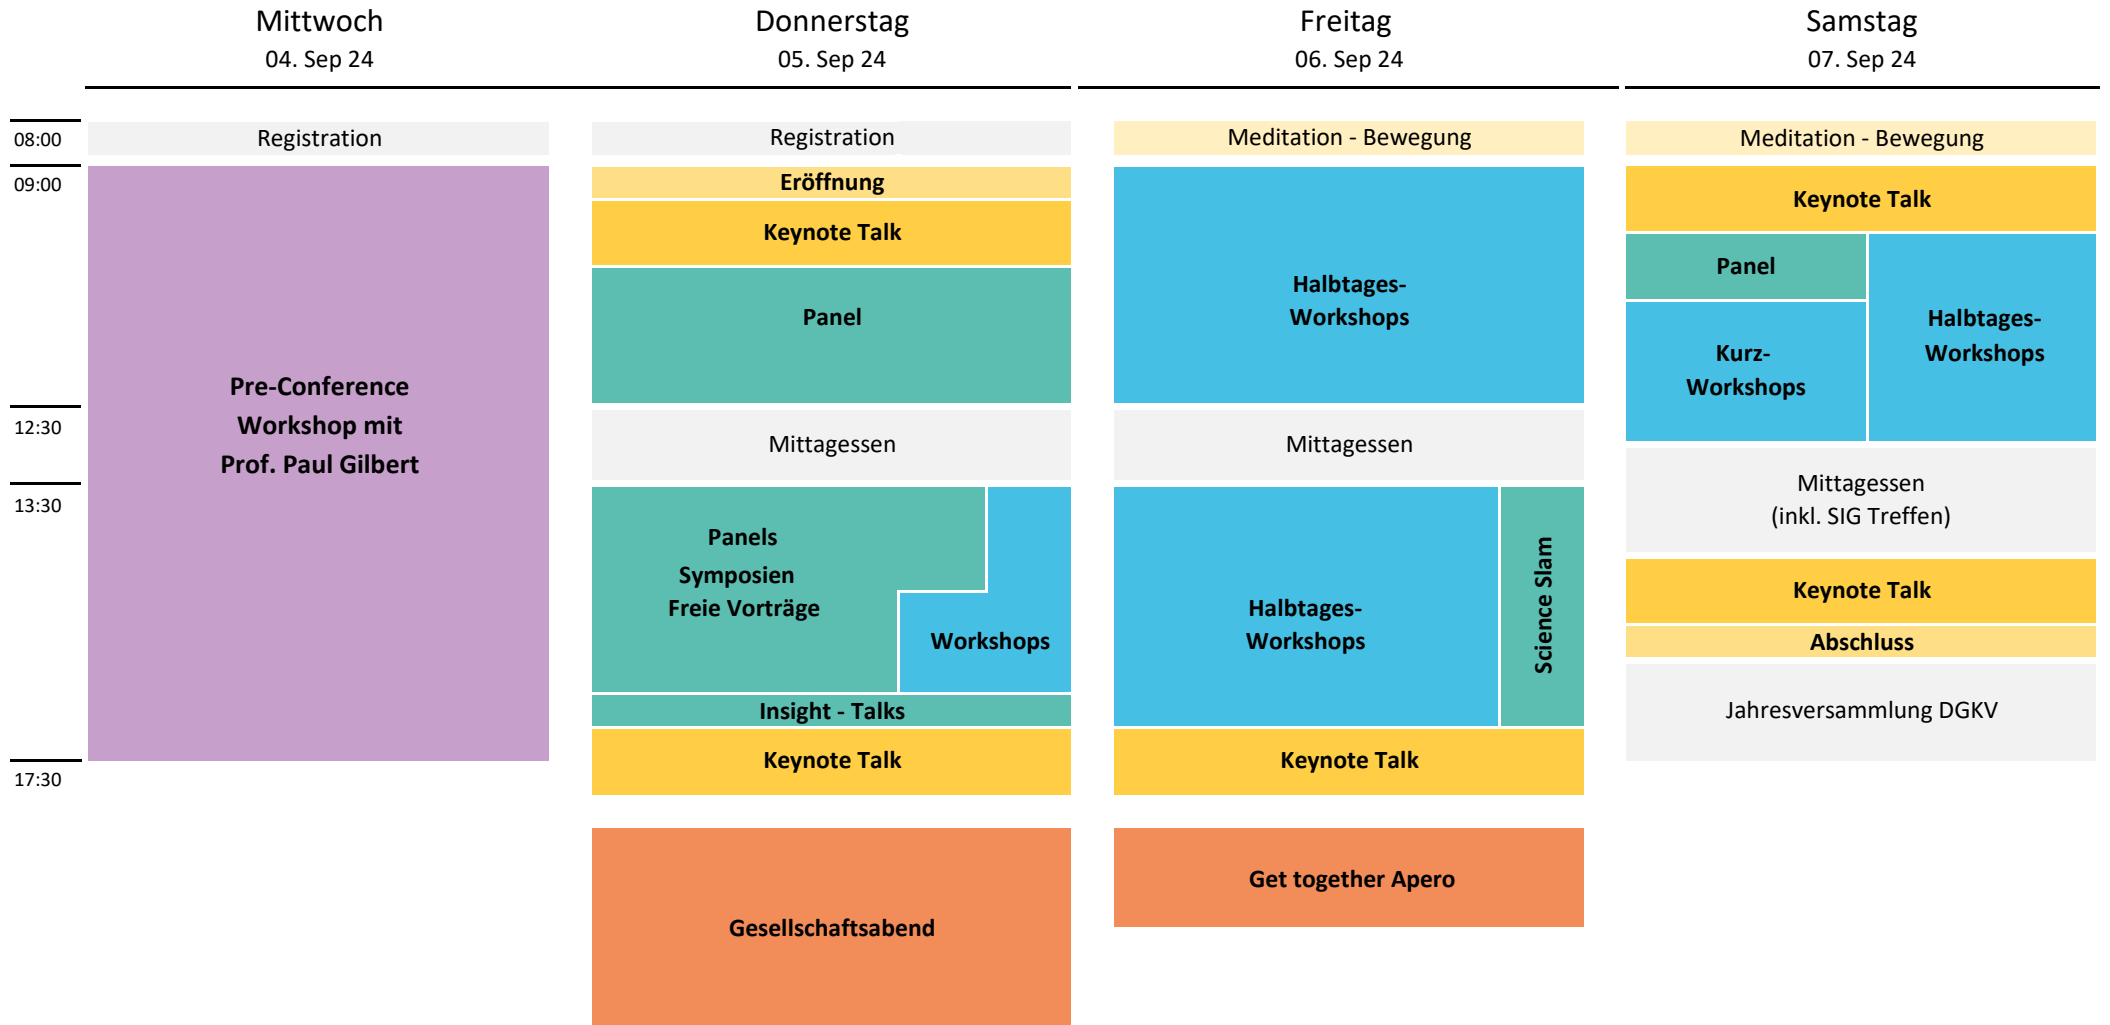 Mittwoch
04. Sep 24
Donnerstag
05. Sep 24
Freitag
06. Sep 24
Samstag
07. Sep 24
08:00
09:00
12:30
13:30
17:30
Registration
Pre-Conference
Workshop mit
Prof. Paul Gilbert
Registration
Eröffnung
Keynote Talk
Panel
Mittagessen
Panels
Symposien
Freie Vorträge
Workshops
Insight - Talks
Keynote Talk
Gesellschaftsabend
Meditation - Bewegung
Halbtages-
Workshops
Mittagessen
Halbtages-
Workshops
Science Slam
Keynote Talk
Get together Apero
Meditation - Bewegung
Keynote Talk
Panel
Kurz-
Workshops
Halbtages-
Workshops
Mittagessen
(inkl. SIG Treffen)
Keynote Talk
Abschluss
Jahresversammlung DGKV